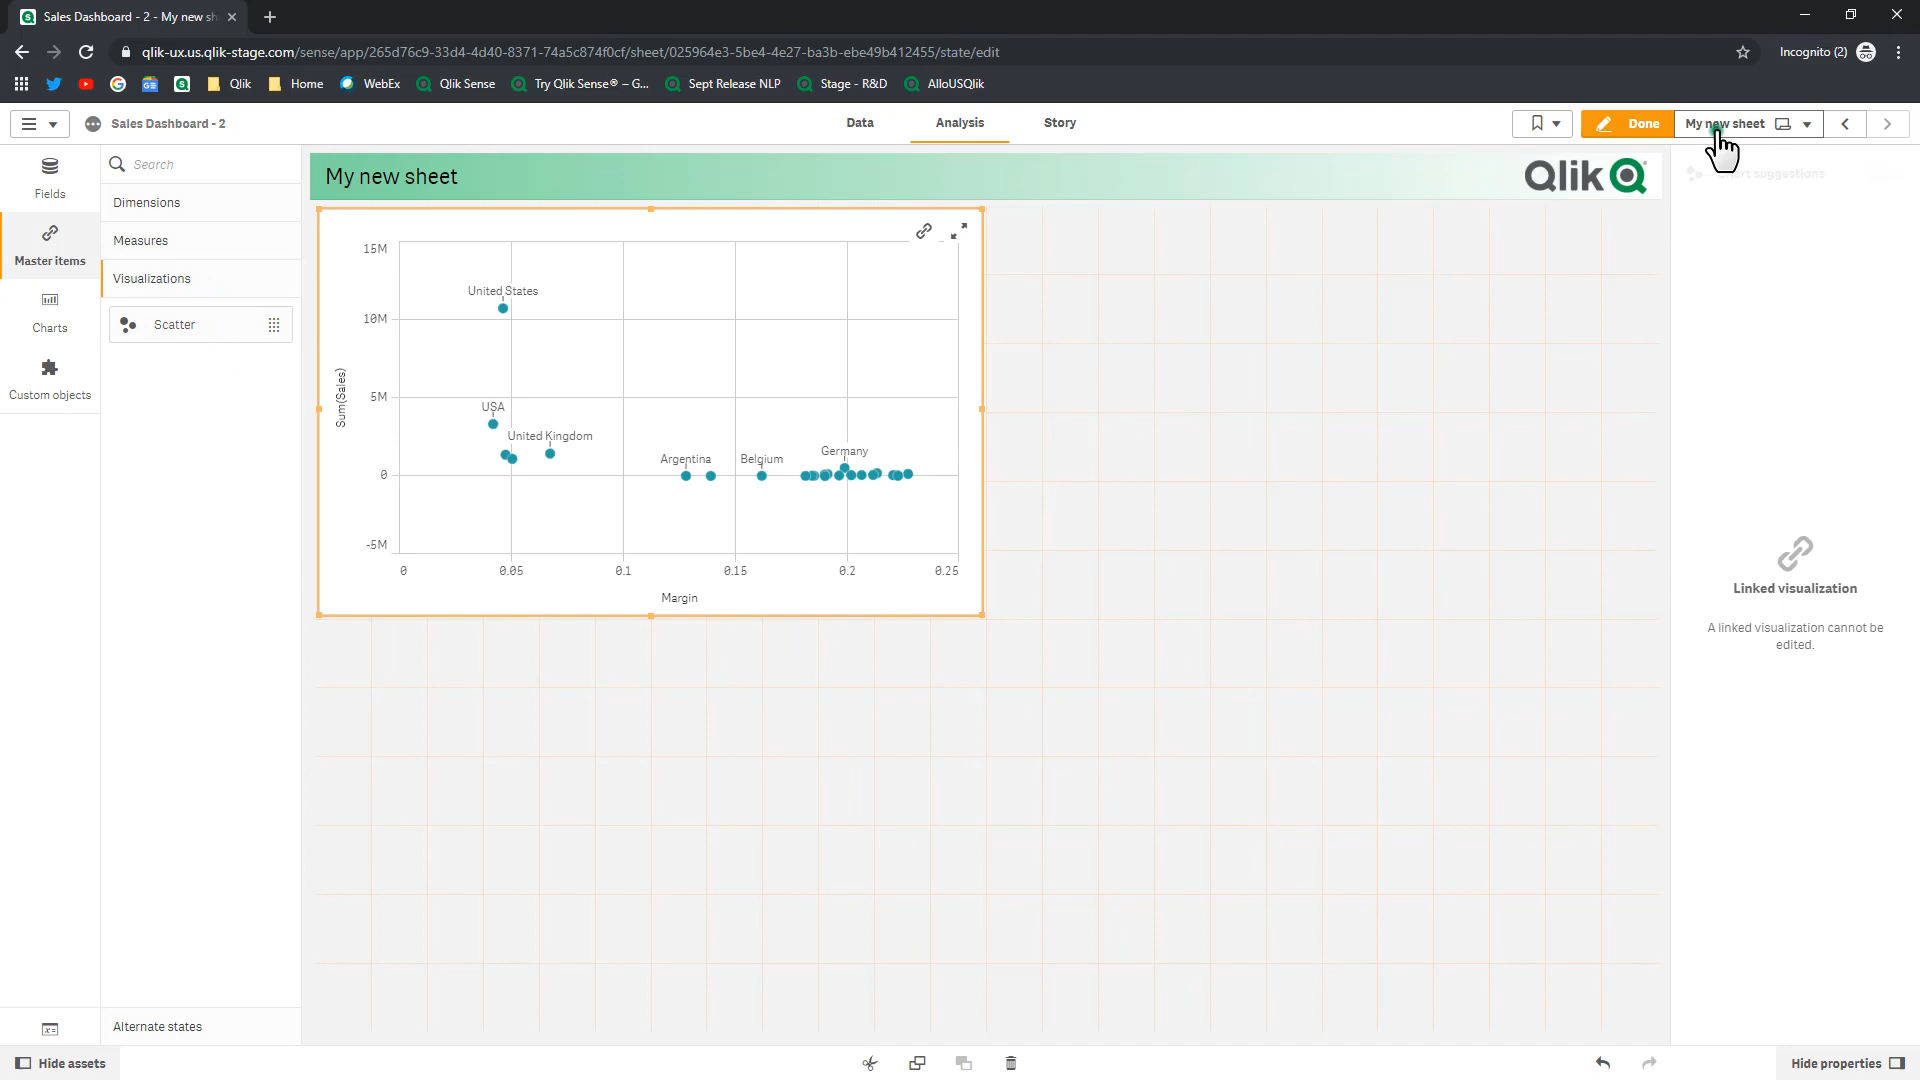 Sales Dashboard - 2 - My new sh
qlik-ux.us.qlik-stage.com/sense/app/265d76c9-33d4-4d40-8371-74a5c874f0cf/sheet/025964e3-5be4-4e27-ba3b-ebe49b412455/state/edit
Incognito (2)
Qlik
Home
WebEx
Qlik Sense
Try Qlik Sense® – G...
Sept Release NLP
Stage - R&D
AlloUSQlik
Sales Dashboard - 2
Data
Analysis
Story
Done
My new sheet
Fields
Master items
Charts
Custom objects
Search
Dimensions
Measures
Visualizations
Scatter
Alternate states
My new sheet
Qlik
15M
10M
5M
0
-5M
Sum(Sales)
United States
USA
United Kingdom
Argentina
Belgium
Germany
0
0.05
0.1
0.15
0.2
0.25
Margin
Chart suggestions
Linked visualization
A linked visualization cannot be
edited.
Hide assets
Hide properties